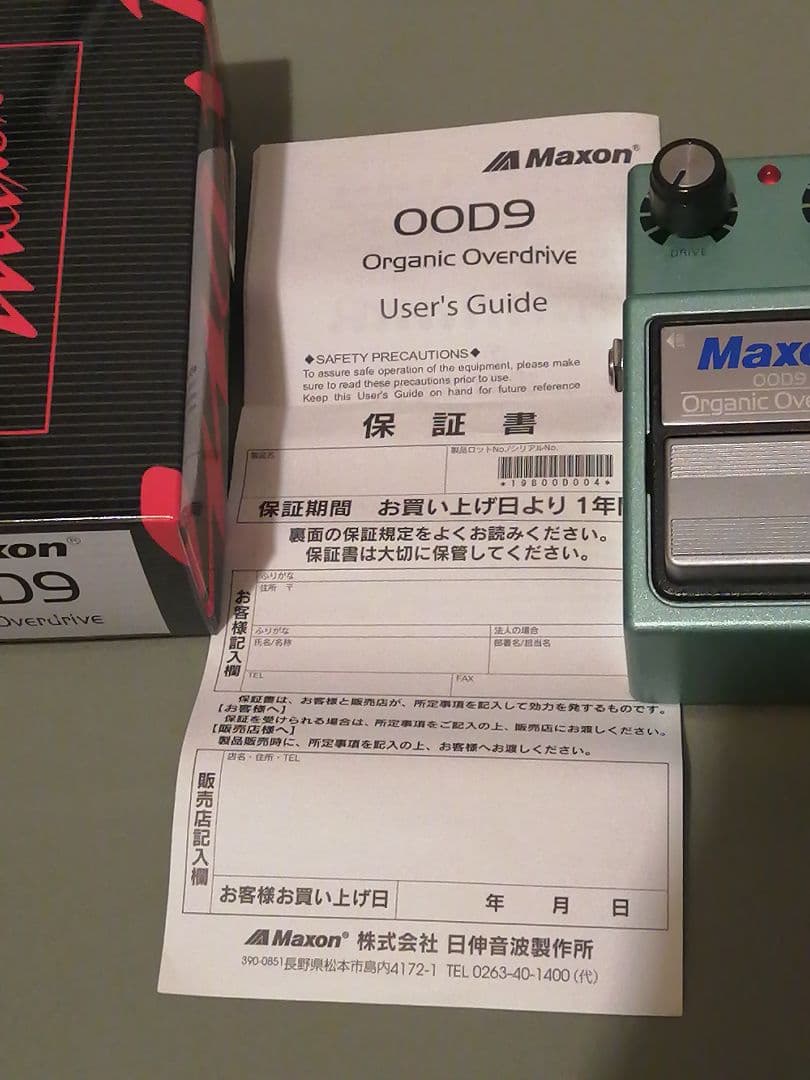 Maxon®
OOD9
Organic Overdrive
User's Guide
◆SAFETY PRECAUTIONS◆
To assure safe operation of the equipment, please make
sure to read these precautions prior to use.
Keep this User's Guide on hand for future reference
保証書
製品名
製品ロットNo./シリアルNo.
*19B00D004*
保証期間 お買い上げ日より1年
裏面の保証規定をよくお読みください。
保証書は大切に保管してください。
お客様記入欄
ふりがな
住所 〒
ふりがな
氏名/名称
法人の場合
部署名/担当名
TEL
FAX
保証書は、お客様と販売店が、所定事項を記入して効力を発するものです。
【お客様へ】
保証を受けられる場合は、所定事項をご記入の上、販売店にお渡しください。
【販売店様へ】
製品販売時に、所定事項を記入の上、お客様へお渡しください。
販売店記入欄
店名・住所・TEL
お客様お買い上げ日
年 月 日
Maxon® 株式会社 日伸音波製作所
390-0851長野県松本市島内4172-1 TEL 0263-40-1400(代)
DRIVE
Maxo
OOD9
Organic Ove
xon®
D9
Overdrive